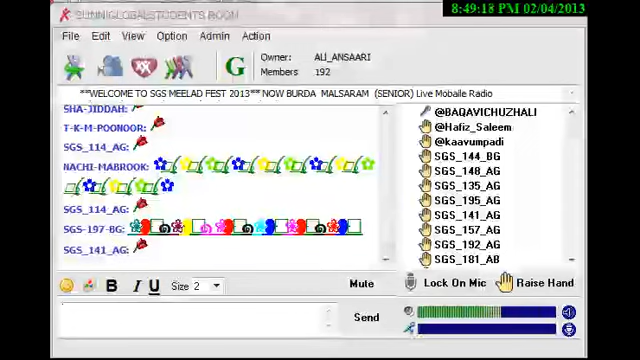 8:49:18 PM 02/04/2013
SUNNIGLOBALSTUDENTS ROOM
File Edit View Option Admin Action
G
Owner: ALI_ANSAARI
Members 192
**WELCOME TO SGS MEELAD FEST 2013** NOW BURDA MALSARAM (SENIOR) Live Mobaile Radio
SHA-JIDDAH:
T-K-M-POONOOR:
SGS_114_AG:
NACHI-MABROOK:
SGS_114_AG:
SGS-197-BG:
SGS_141_AG:
@BAQAVICHUZHALI
@Hafiz_Saleem
@kaavumpadi
SGS_144_BG
SGS_148_AG
SGS_135_AG
SGS_195_AG
SGS_141_AG
SGS_157_AG
SGS_192_AG
SGS_181_AB
B I U Size 2 Mute
Lock On Mic Raise Hand
Send